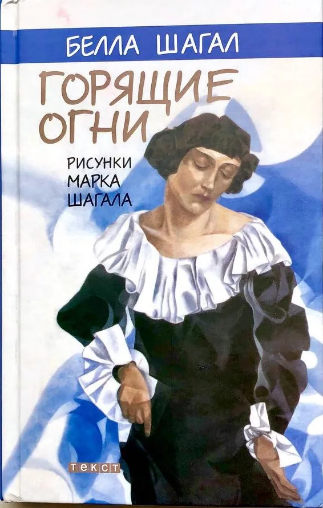 БЕЛЛА ШАГАЛ
ГОРЯЩИЕ
ОГНИ
РИСУНКИ
МАРКА
ШАГАЛА
текст